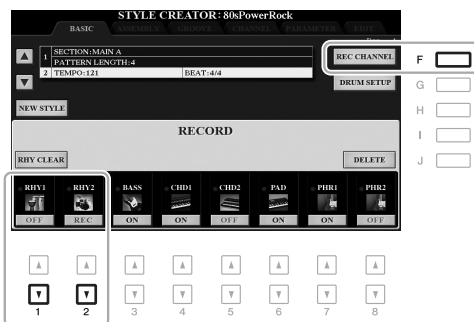 STYLE CREATOR: 80sPowerRock
BASIC ASSEMBLY GROOVE CHANNEL PARAMETER EDIT
1 SECTION:MAIN A
PATTERN LENGTH:4
2 TEMPO:121 BEAT:4/4
REC CHANNEL
DRUM SETUP
NEW STYLE
RECORD
RHY CLEAR DELETE
RHY1 RHY2 BASS CHD1 CHD2 PAD PHR1 PHR2
OFF REC ON ON OFF ON ON OFF
1 2 3 4 5 6 7 8
F
G
H
I
J